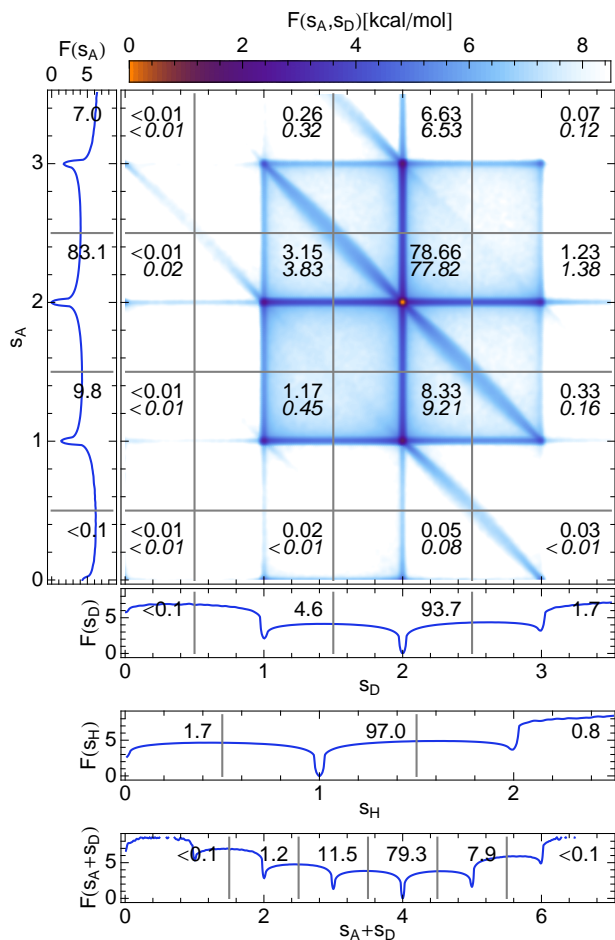 F(s_A,s_D)[kcal/mol]
F(s_A)
0 5
0 2 4 6 8
7.0 <0.01 0.26 6.63 0.07
<0.01 0.32 6.53 0.12
3
83.1 <0.01 3.15 78.66 1.23
0.02 3.83 77.82 1.38
2
s_A
9.8 <0.01 1.17 8.33 0.33
<0.01 0.45 9.21 0.16
1
<0.1 <0.01 0.02 0.05 0.03
<0.01 <0.01 0.08 <0.01
0
F(s_D)
5
0
<0.1 4.6 93.7 1.7
0 1 2 3
s_D
F(s_H)
5
0
1.7 97.0 0.8
0 1 2
s_H
F(s_A+s_D)
5
0
<0.1 1.2 11.5 79.3 7.9 <0.1
0 2 4 6
s_A+s_D